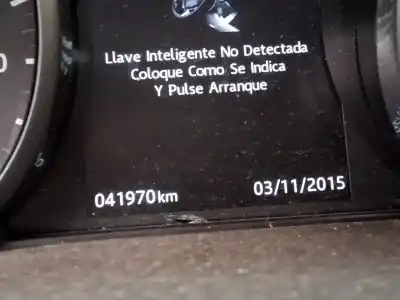 Llave Inteligente No Detectada
Coloque Como Se Indica
Y Pulse Arranque
041970km
03/11/2015